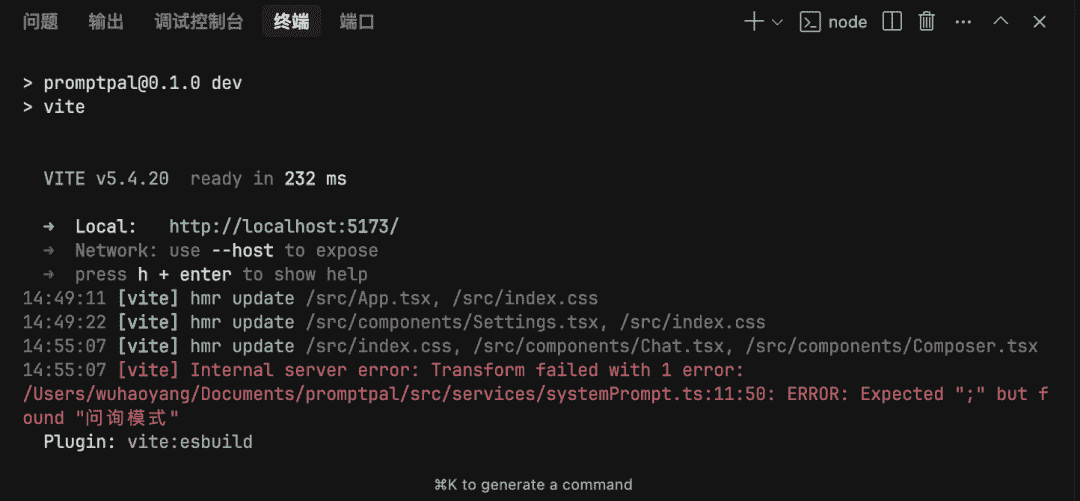 问题 输出 调试控制台 终端 端口 node
> promptpal@0.1.0 dev
> vite
VITE v5.4.20 ready in 232 ms
➜ Local: http://localhost:5173/
➜ Network: use --host to expose
➜ press h + enter to show help
14:49:11 [vite] hmr update /src/App.tsx, /src/index.css
14:49:22 [vite] hmr update /src/components/Settings.tsx, /src/index.css
14:55:07 [vite] hmr update /src/index.css, /src/components/Chat.tsx, /src/components/Composer.tsx
14:55:07 [vite] Internal server error: Transform failed with 1 error:
/Users/wuhaoyang/Documents/promptpal/src/services/systemPrompt.ts:11:50: ERROR: Expected ";" but f
ound "问询模式"
Plugin: vite:esbuild
⌘K to generate a command